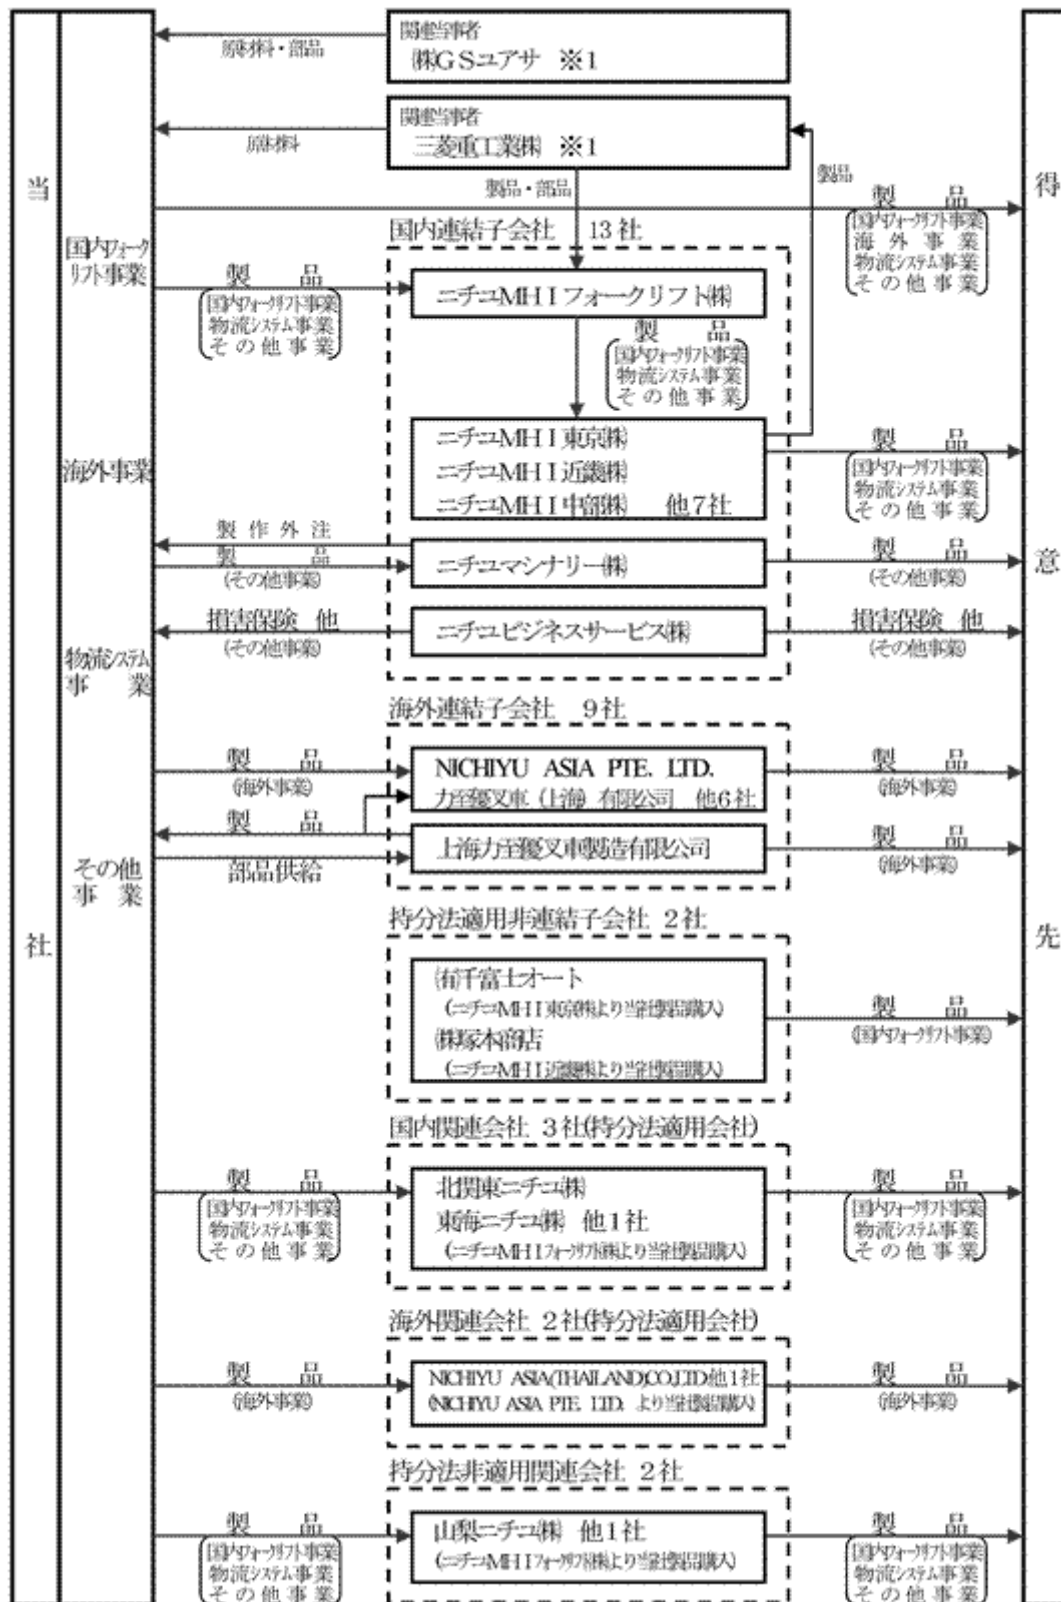 当
社
国内フォーク
リフト事業
海外事業
物流システム
事業
その他
事業
得
意
先
関連当事者
㈱GSユアサ ※1
原材料・部品
関連当事者
三菱重工業㈱ ※1
原材料
製品・部品
製品
製品
国内フォークリフト事業
海外事業
物流システム事業
その他事業
国内連結子会社 13社
製品
国内フォークリフト事業
物流システム事業
その他事業
ニチユMHIフォークリフト㈱
製品
国内フォークリフト事業
物流システム事業
その他事業
ニチユMHI東京㈱
ニチユMHI近畿㈱
ニチユMHI中部㈱ 他7社
製品
国内フォークリフト事業
物流システム事業
その他事業
製作外注
製品
(その他事業)
ニチユマシナリー㈱
製品
(その他事業)
損害保険 他
(その他事業)
ニチユビジネスサービス㈱
損害保険 他
(その他事業)
海外連結子会社 9社
製品
(海外事業)
NICHIYU ASIA PTE. LTD.
力至優叉車(上海)有限公司 他6社
製品
(海外事業)
製品
部品供給
上海力至優叉車製造有限公司
製品
(海外事業)
持分法適用非連結子会社 2社
㈲千富士オート
(ニチユMHI東京㈱より当社製品購入)
㈱塚本商店
(ニチユMHI近畿㈱より当社製品購入)
製品
(国内フォークリフト事業)
国内関連会社 3社(持分法適用会社)
製品
国内フォークリフト事業
物流システム事業
その他事業
北関東ニチユ㈱
東海ニチユ㈱ 他1社
(ニチユMHIフォークリフト㈱より当社製品購入)
製品
国内フォークリフト事業
物流システム事業
その他事業
海外関連会社 2社(持分法適用会社)
製品
(海外事業)
NICHIYU ASIA(THAILAND)CO.,LTD.他1社
(NICHIYU ASIA PTE. LTD. より当社製品購入)
製品
(海外事業)
持分法非適用関連会社 2社
製品
国内フォークリフト事業
物流システム事業
その他事業
山梨ニチユ㈱ 他1社
(ニチユMHIフォークリフト㈱より当社製品購入)
製品
国内フォークリフト事業
物流システム事業
その他事業